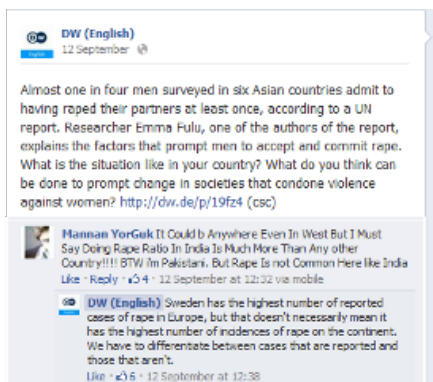 DW (English)
12 September
Almost one in four men surveyed in six Asian countries admit to
having raped their partners at least once, according to a UN
report. Researcher Emma Fulu, one of the authors of the report,
explains the factors that prompt men to accept and commit rape.
What is the situation like in your country? What do you think can
be done to prompt change in societies that condone violence
against women? http://dw.de/p/19fz4 (csc)
Mannan YorGuk It Could b Anywhere Even In West But I Must
Say Doing Rape Ratio In India Is Much More Than Any other
Country!!!! BTW i'm Pakistani. But Rape Is not Common Here like India
Like · Reply · 4 · 12 September at 12:32 via mobile
DW (English) Sweden has the highest number of reported
cases of rape in Europe, but that doesn't necessarily mean it
has the highest number of incidences of rape on the continent.
We have to differentiate between cases that are reported and
those that aren't.
Like · 6 · 12 September at 12:38